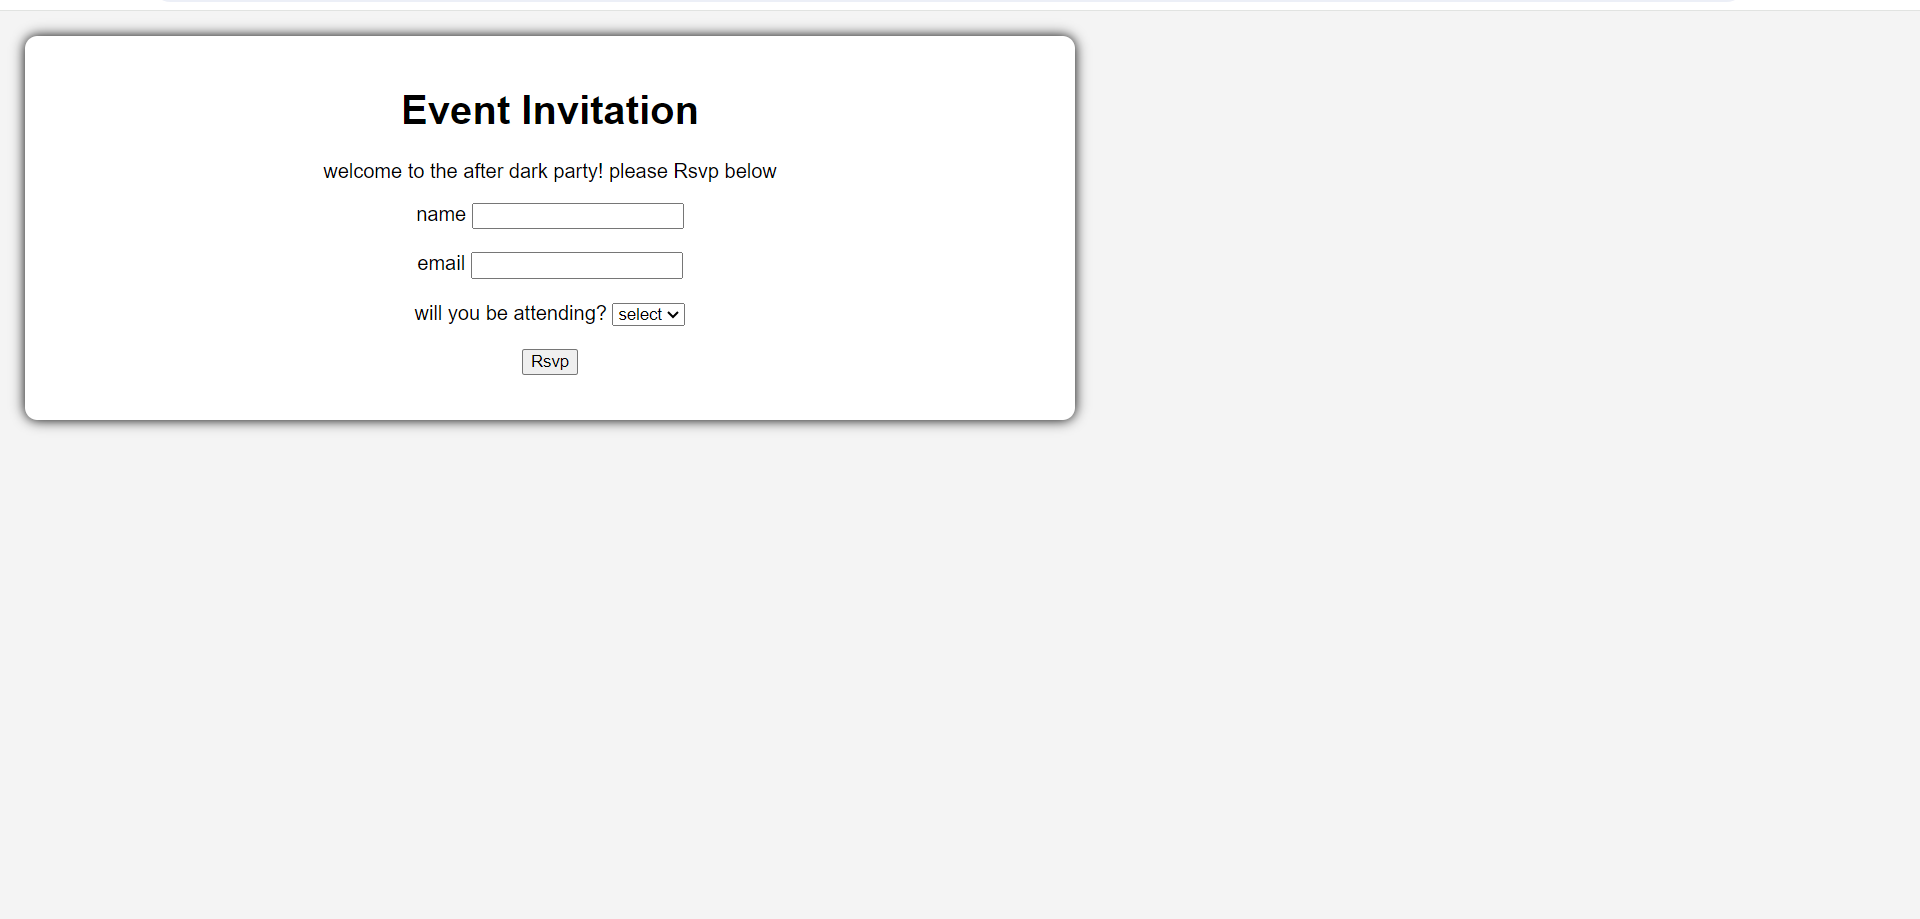 Event Invitation
welcome to the after dark party! please Rsvp below
name
email
will you be attending? select
Rsvp